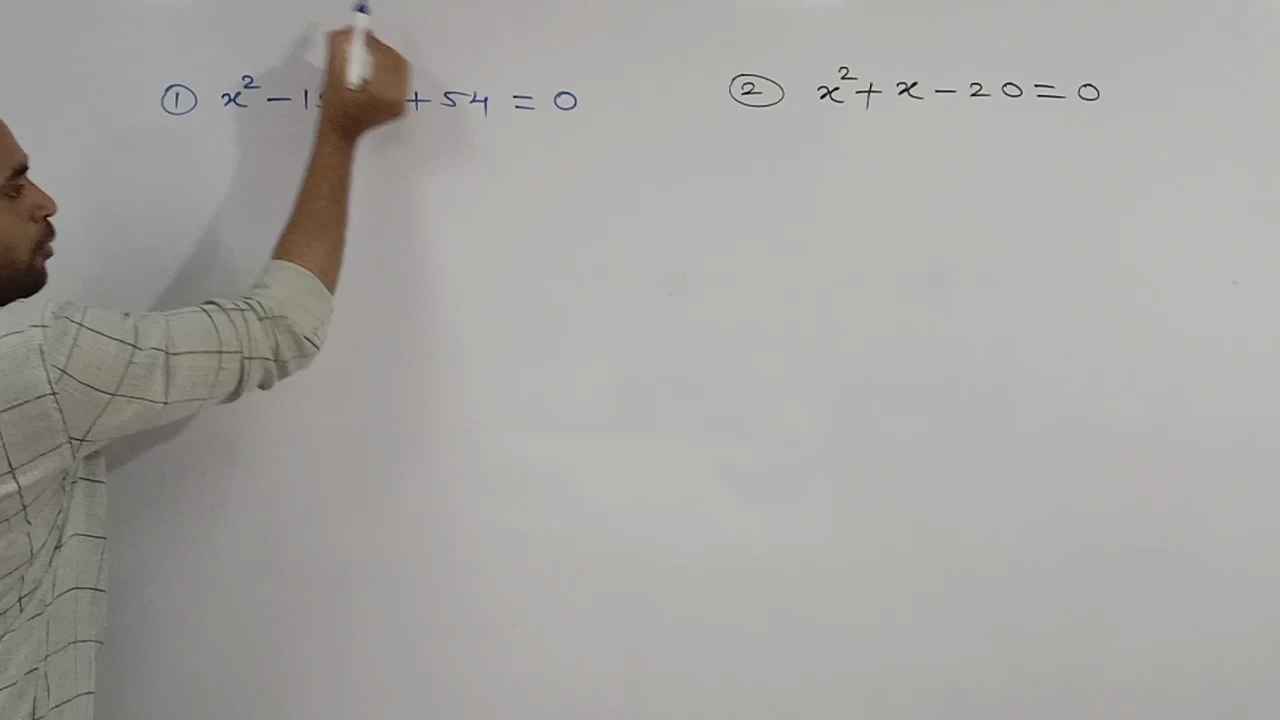 ① x² - 1 + 54 = 0
② x² + x - 20 = 0